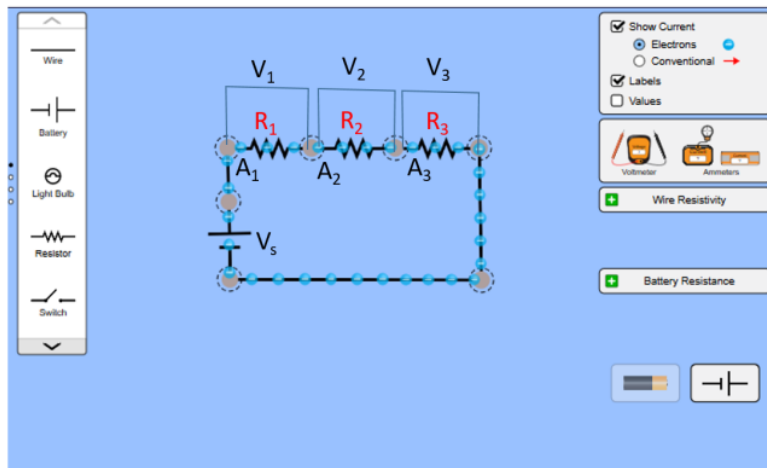 Wire
Battery
Light Bulb
Resistor
Switch
V1 V2 V3
R1 R2 R3
A1 A2 A3
Vs
Show Current
Electrons
Conventional
Labels
Values
Voltmeter Ammeters
Wire Resistivity
Battery Resistance